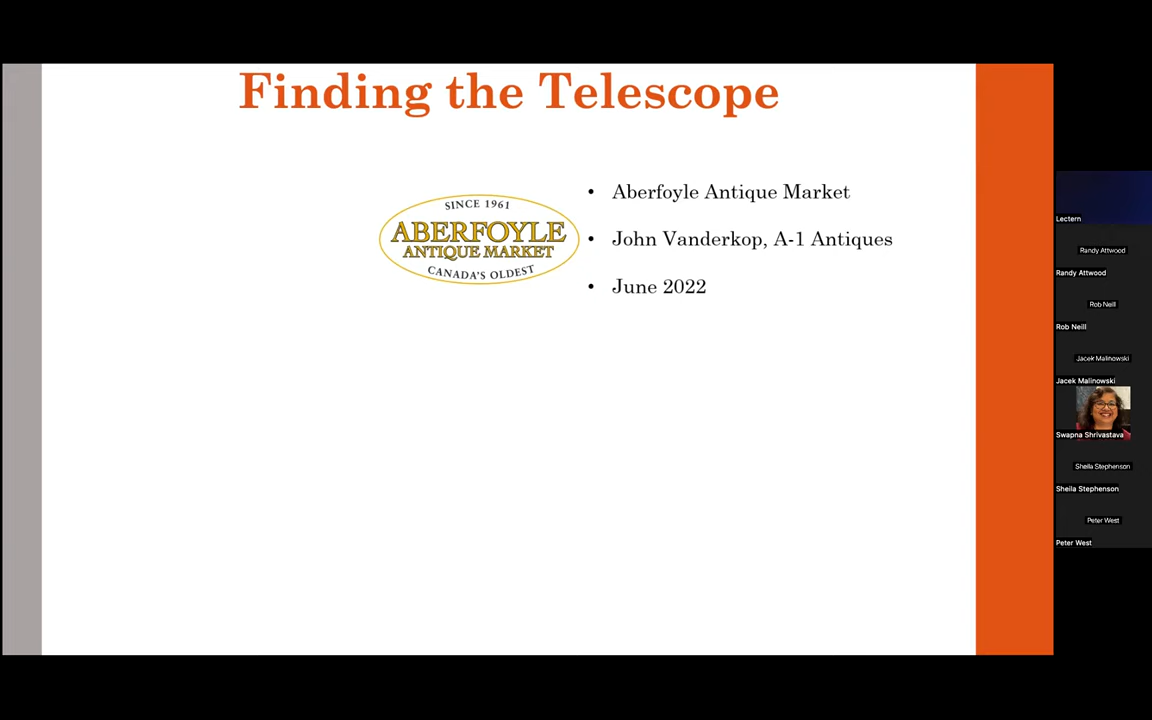 Finding the Telescope
SINCE 1961
ABERFOYLE
ANTIQUE MARKET
CANADA'S OLDEST
• Aberfoyle Antique Market
• John Vanderkop, A-1 Antiques
• June 2022
Lectern
Randy Attwood
Randy Attwood
Rob Neill
Rob Neill
Jacek Malinowski
Jacek Malinowski
Swapna Shrivastava
Sheila Stephenson
Sheila Stephenson
Peter West
Peter West